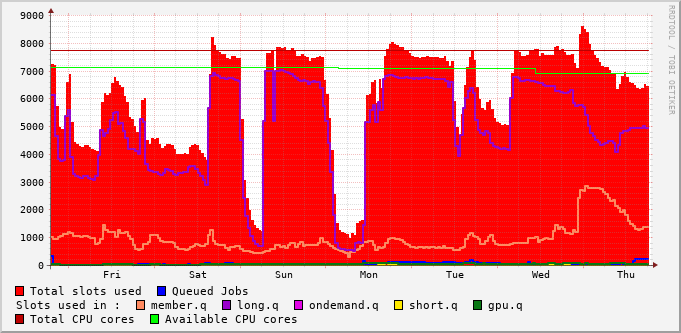 9000
8000
7000
6000
5000
4000
3000
2000
1000
0
Fri Sat Sun Mon Tue Wed Thu
RRDTOOL / TOBI OETIKER
Total slots used Queued Jobs
Slots used in : member.q long.q ondemand.q short.q gpu.q
Total CPU cores Available CPU cores